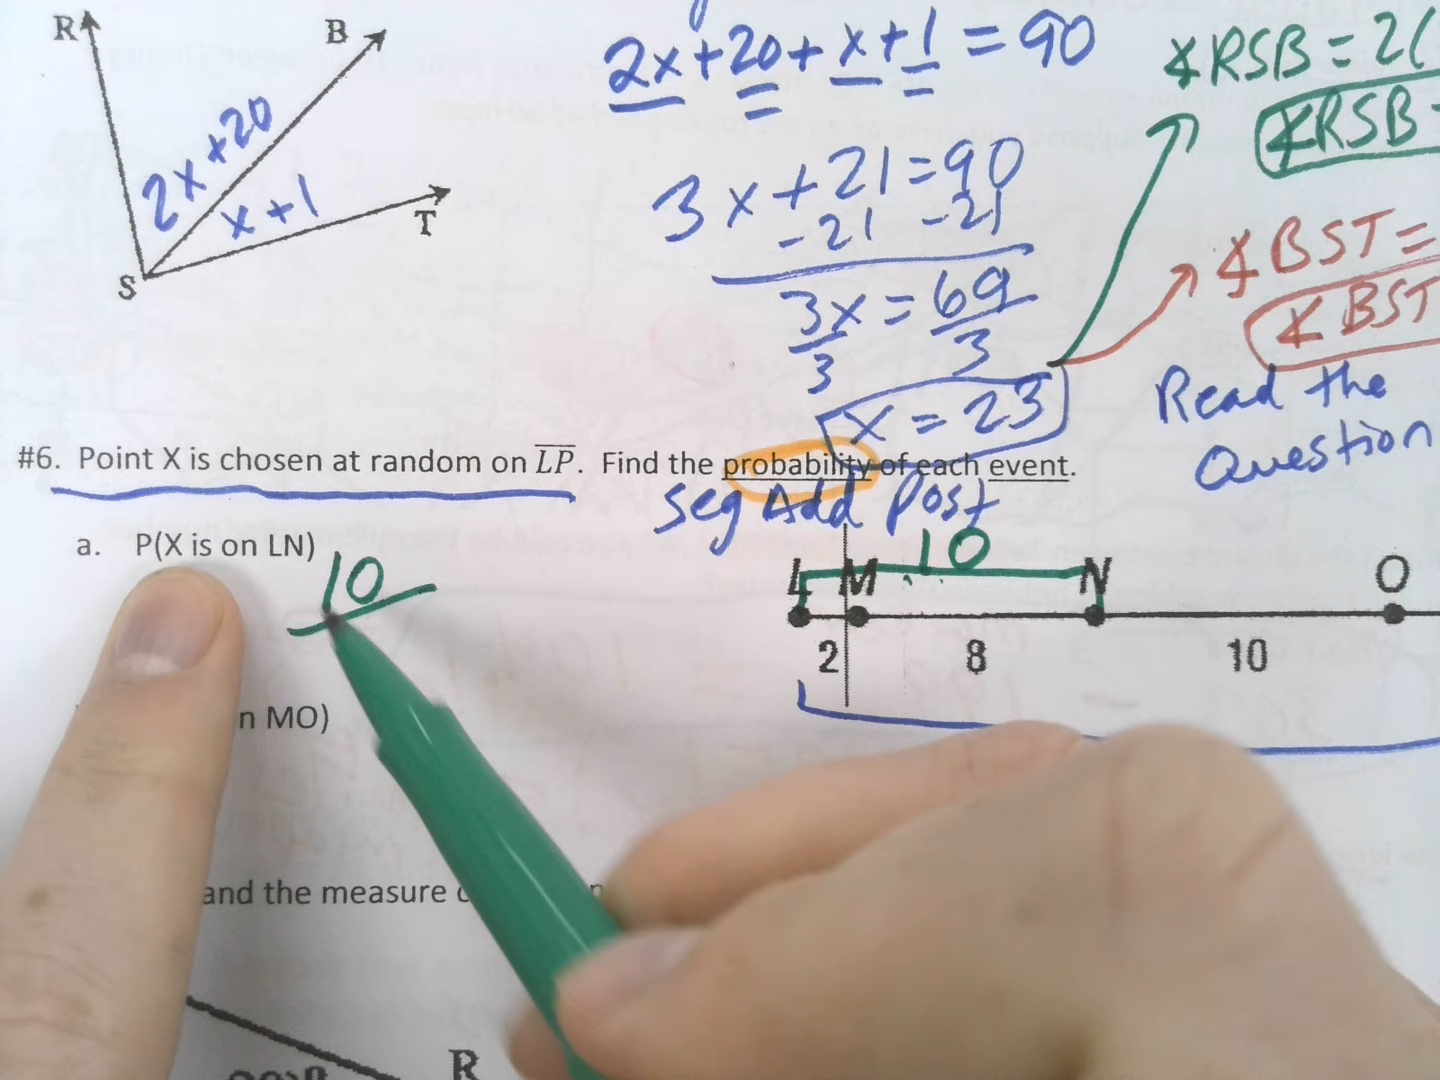 R B
2x+20
x+1
T
S
2x+20+x+1=90
3x+21=90
-21 -21
3x=69
3 3
x=23
∡RSB=2(
∡RSB
∡BST=
∡BST
Read the
Question
#6. Point X is chosen at random on LP. Find the probability of each event.
Seg Add Post
a. P(X is on LN)
10
10
L M N O
2 8 10
n MO)
and the measure
R